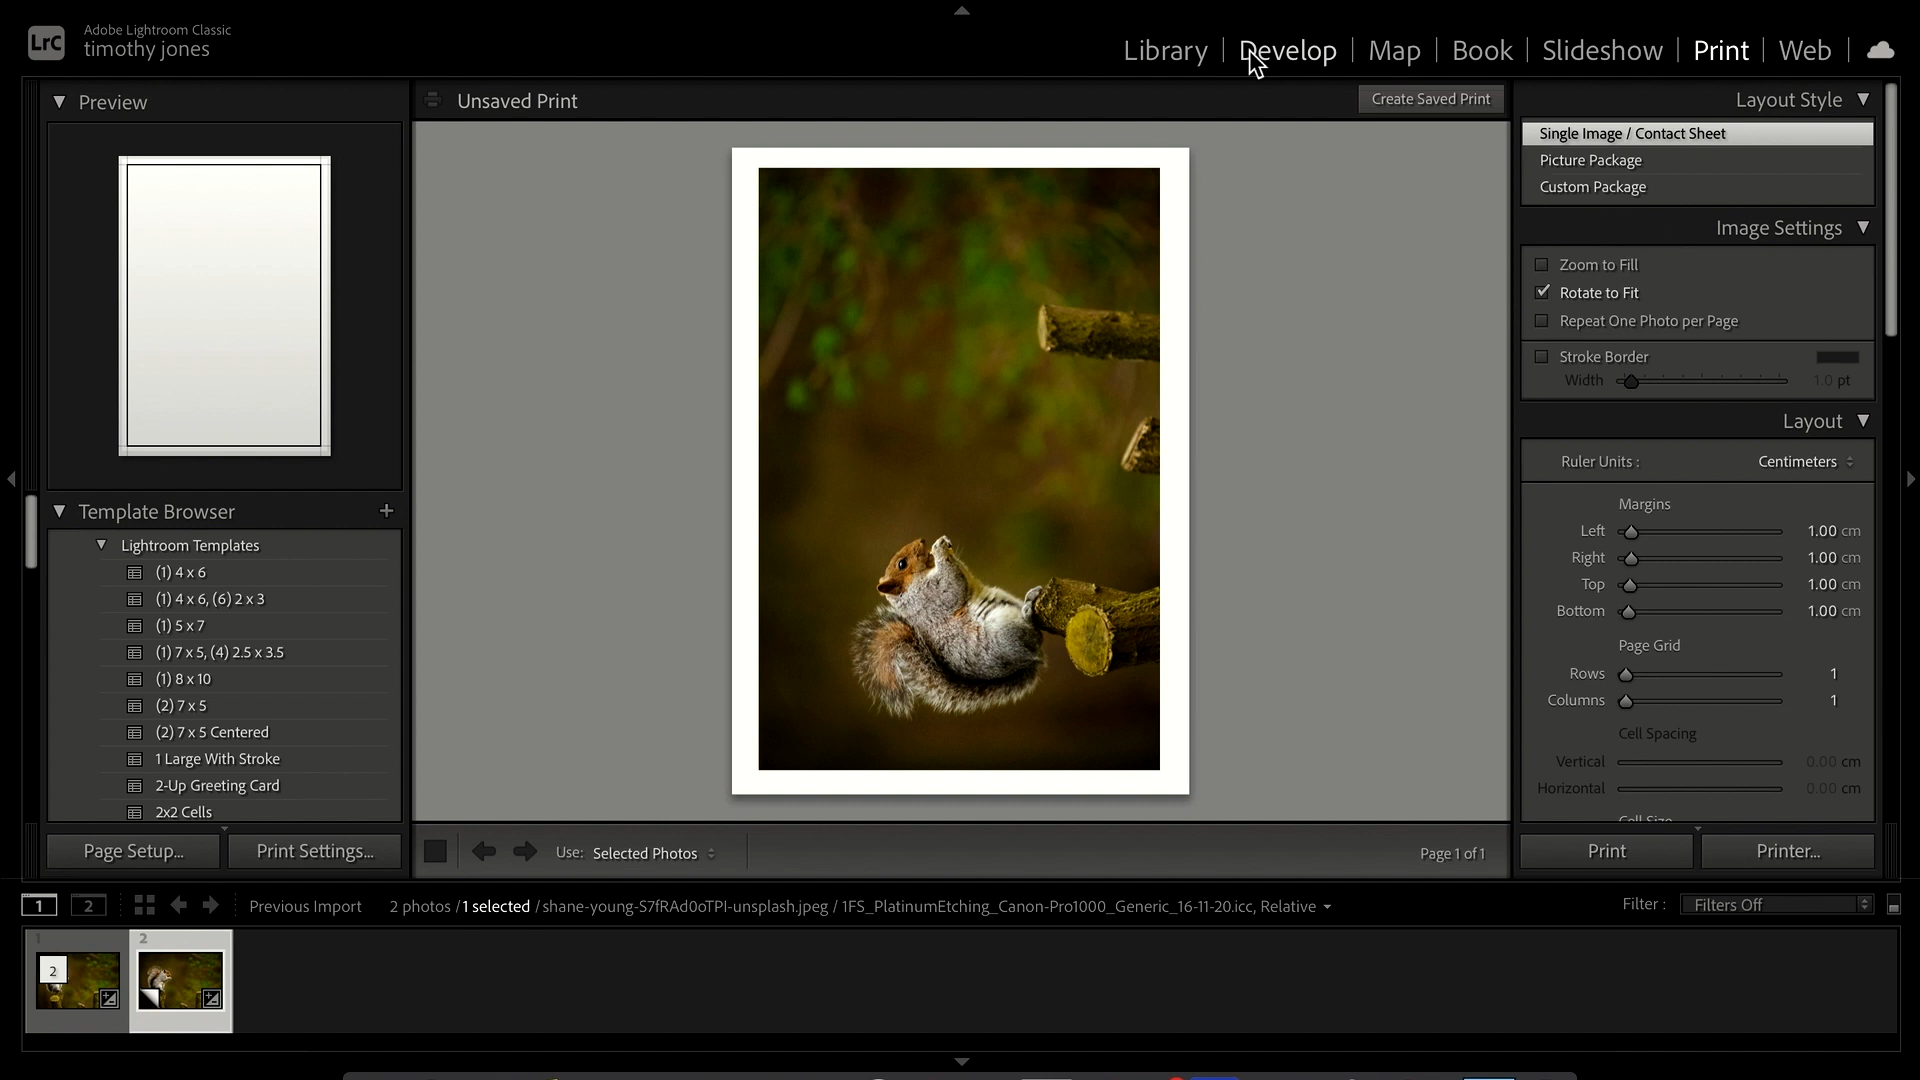 LrC
Adobe Lightroom Classic
timothy jones
Library | Develop | Map | Book | Slideshow | Print | Web
Preview
Unsaved Print
Create Saved Print
Template Browser
Lightroom Templates
(1) 4 x 6
(1) 4 x 6, (6) 2 x 3
(1) 5 x 7
(1) 7 x 5, (4) 2.5 x 3.5
(1) 8 x 10
(2) 7 x 5
(2) 7 x 5 Centered
1 Large With Stroke
2-Up Greeting Card
2x2 Cells
Page Setup...
Print Settings...
Use: Selected Photos
Page 1 of 1
Layout Style
Single Image / Contact Sheet
Picture Package
Custom Package
Image Settings
Zoom to Fill
Rotate to Fit
Repeat One Photo per Page
Stroke Border
Width 1.0 pt
Layout
Ruler Units : Centimeters
Margins
Left 1.00 cm
Right 1.00 cm
Top 1.00 cm
Bottom 1.00 cm
Page Grid
Rows 1
Columns 1
Cell Spacing
Vertical 0.00 cm
Horizontal 0.00 cm
Cell Size
Print
Printer...
1 2 Previous Import 2 photos / 1 selected / shane-young-S7fRAd0oTPI-unsplash.jpeg / 1FS_PlatinumEtching_Canon-Pro1000_Generic_16-11-20.icc, Relative
Filter : Filters Off
1 2
2